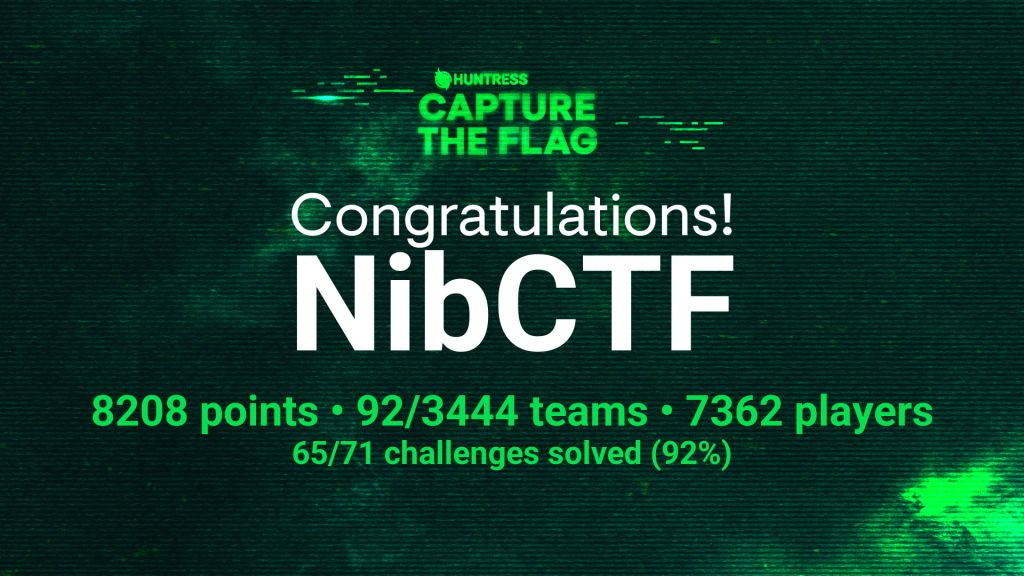 HUNTRESS
CAPTURE
THE FLAG
Congratulations!
NibCTF
8208 points • 92/3444 teams • 7362 players
65/71 challenges solved (92%)